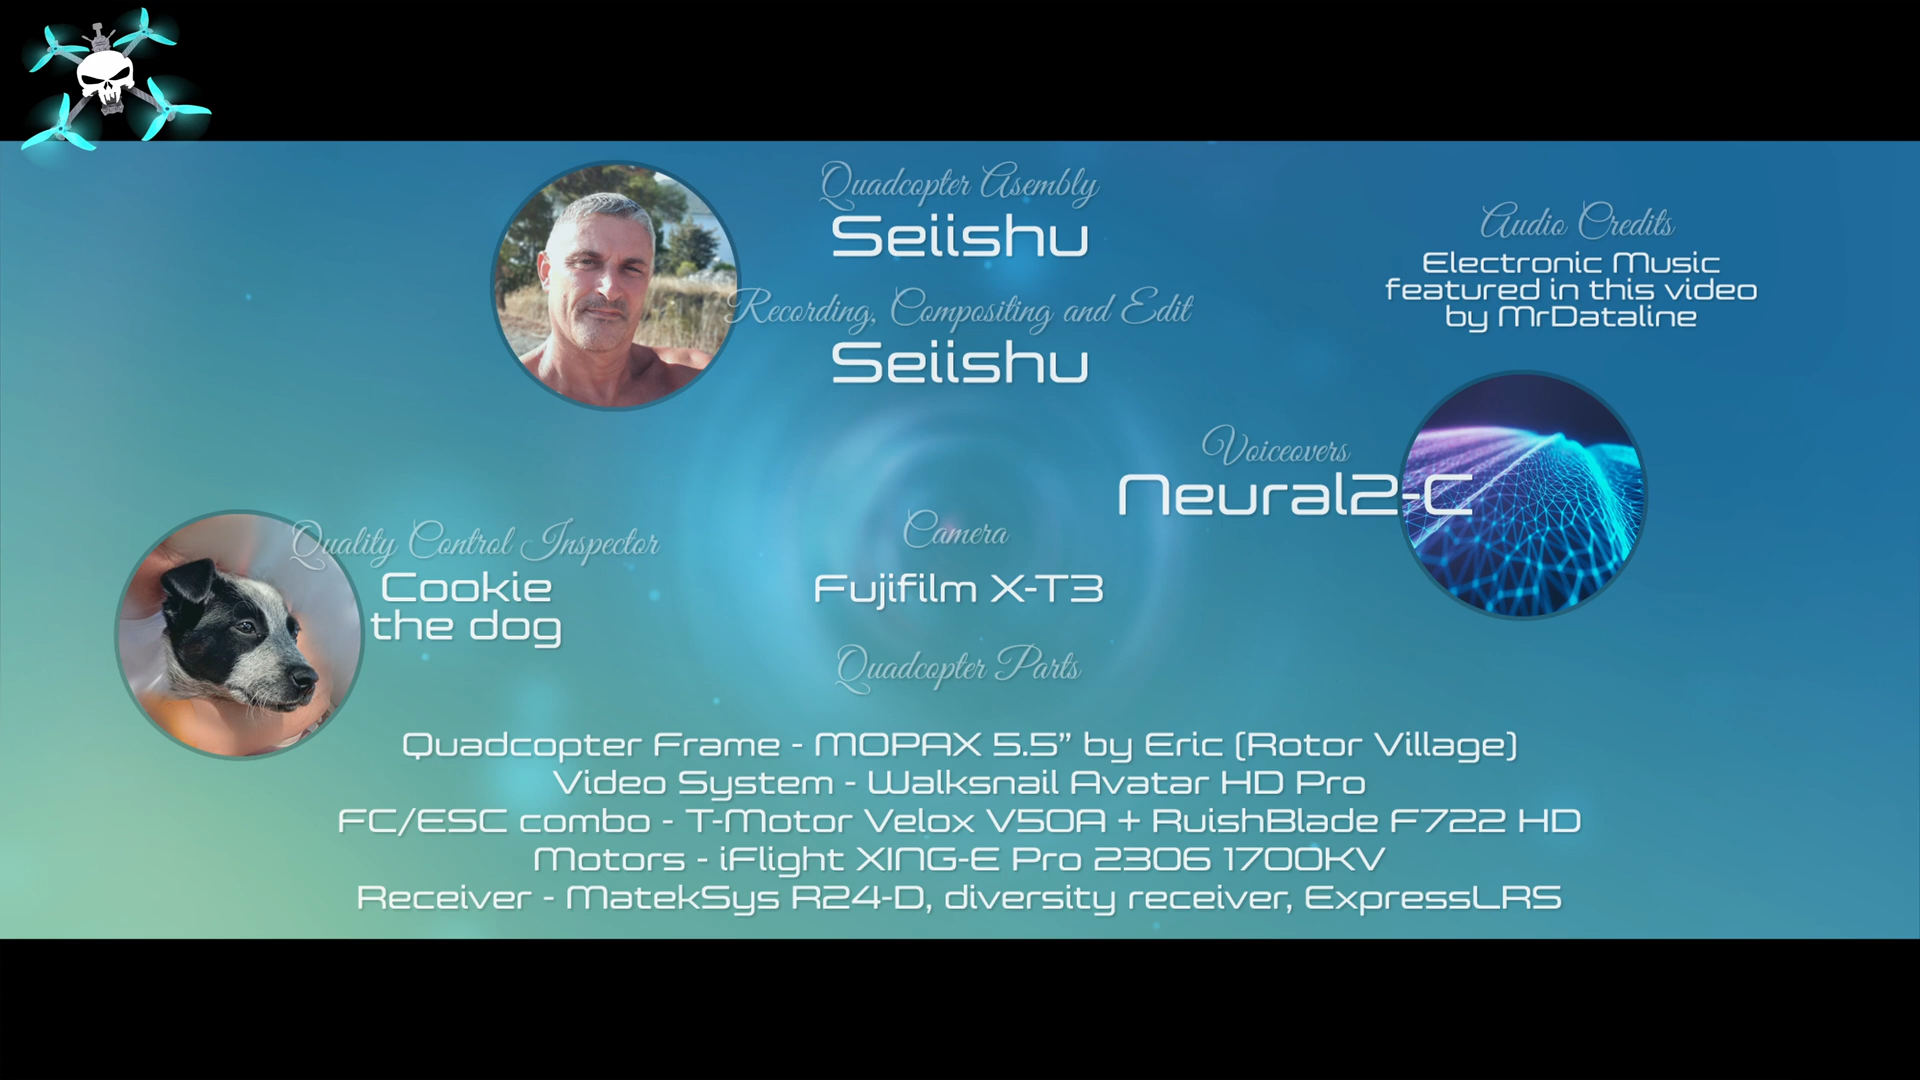 Quadcopter Asembly
Seiishu
Recording, Compositing and Edit
Seiishu
Audio Credits
Electronic Music
featured in this video
by MrDataline
Voiceovers
Neural2-C
Quality Control Inspector
Cookie
the dog
Camera
Fujifilm X-T3
Quadcopter Parts
Quadcopter Frame - MOPAX 5.5” by Eric (Rotor Village)
Video System - Walksnail Avatar HD Pro
FC/ESC combo - T-Motor Velox V50A + RuishBlade F722 HD
Motors - iFlight XING-E Pro 2306 1700KV
Receiver - MatekSys R24-D, diversity receiver, ExpressLRS